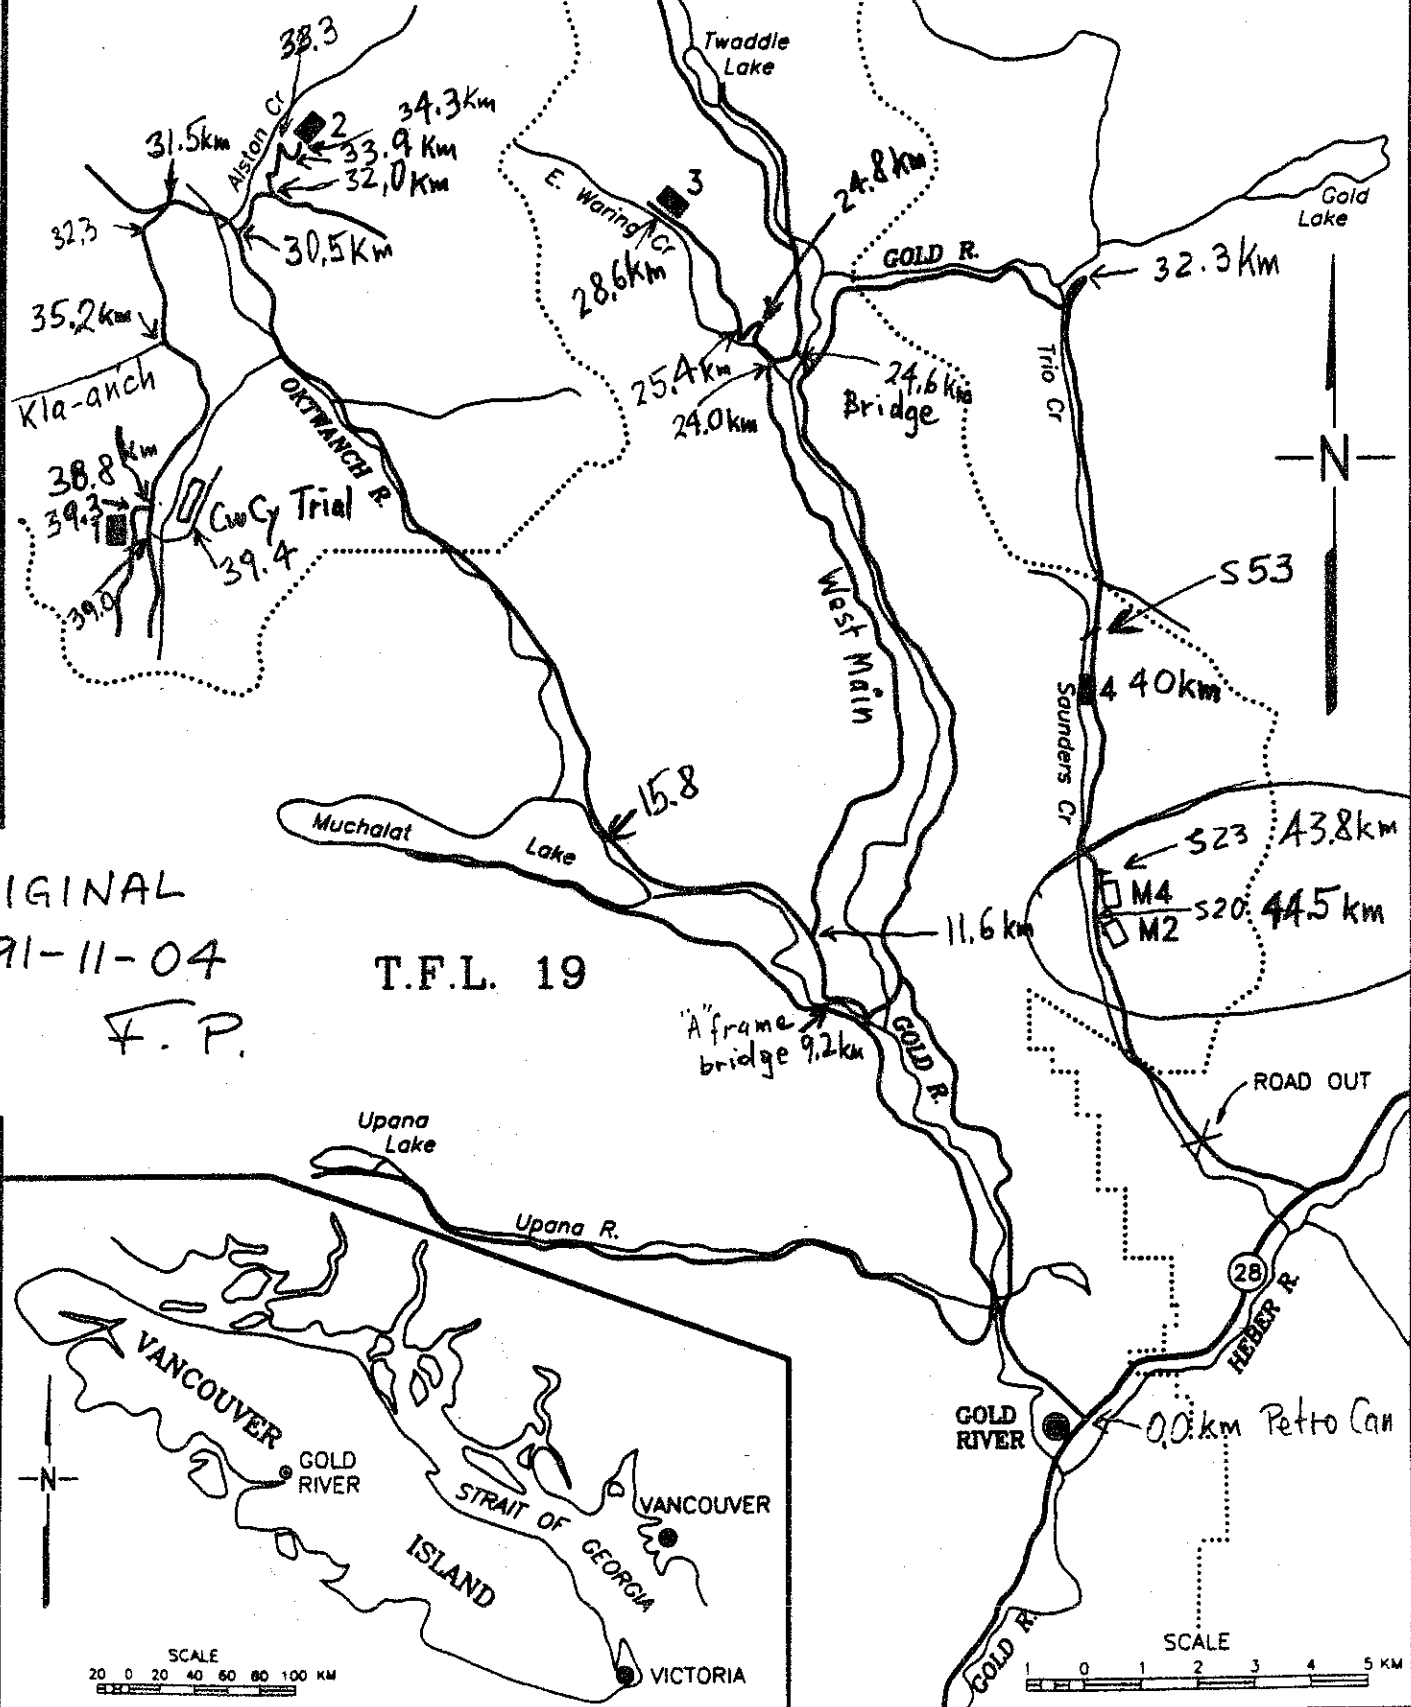 38.3
Twaddle
Lake
Alston Cr
2
34.3Km
31.5km
33.9 Km
32,0Km
E. Waring Cr
3
24.8km
Gold
Lake
32,3
30,5Km
28,6km
GOLD R.
32.3Km
35.2km
Kla-anch
25.4km
24.0km
24.6km
Bridge
Trio Cr
N
OKTWANCH R.
38.8km
39.3
1
CwCy Trial
39.4
39.0
West Main
S53
4 40km
Saunders Cr
15.8
Muchalat
Lake
S23 43.8km
M4
S20 44.5km
M2
IGINAL
91-11-04
F. P.
T.F.L. 19
11.6km
"A" frame
bridge 9.2km
GOLD R.
ROAD OUT
Upana
Lake
Upana R.
28
HEBER R.
VANCOUVER
ISLAND
GOLD
RIVER
N
STRAIT OF GEORGIA
VANCOUVER
VICTORIA
GOLD
RIVER
0.0km Petro Can
GOLD R.
SCALE
20 0 20 40 60 80 100 KM
SCALE
1 0 1 2 3 4 5 KM